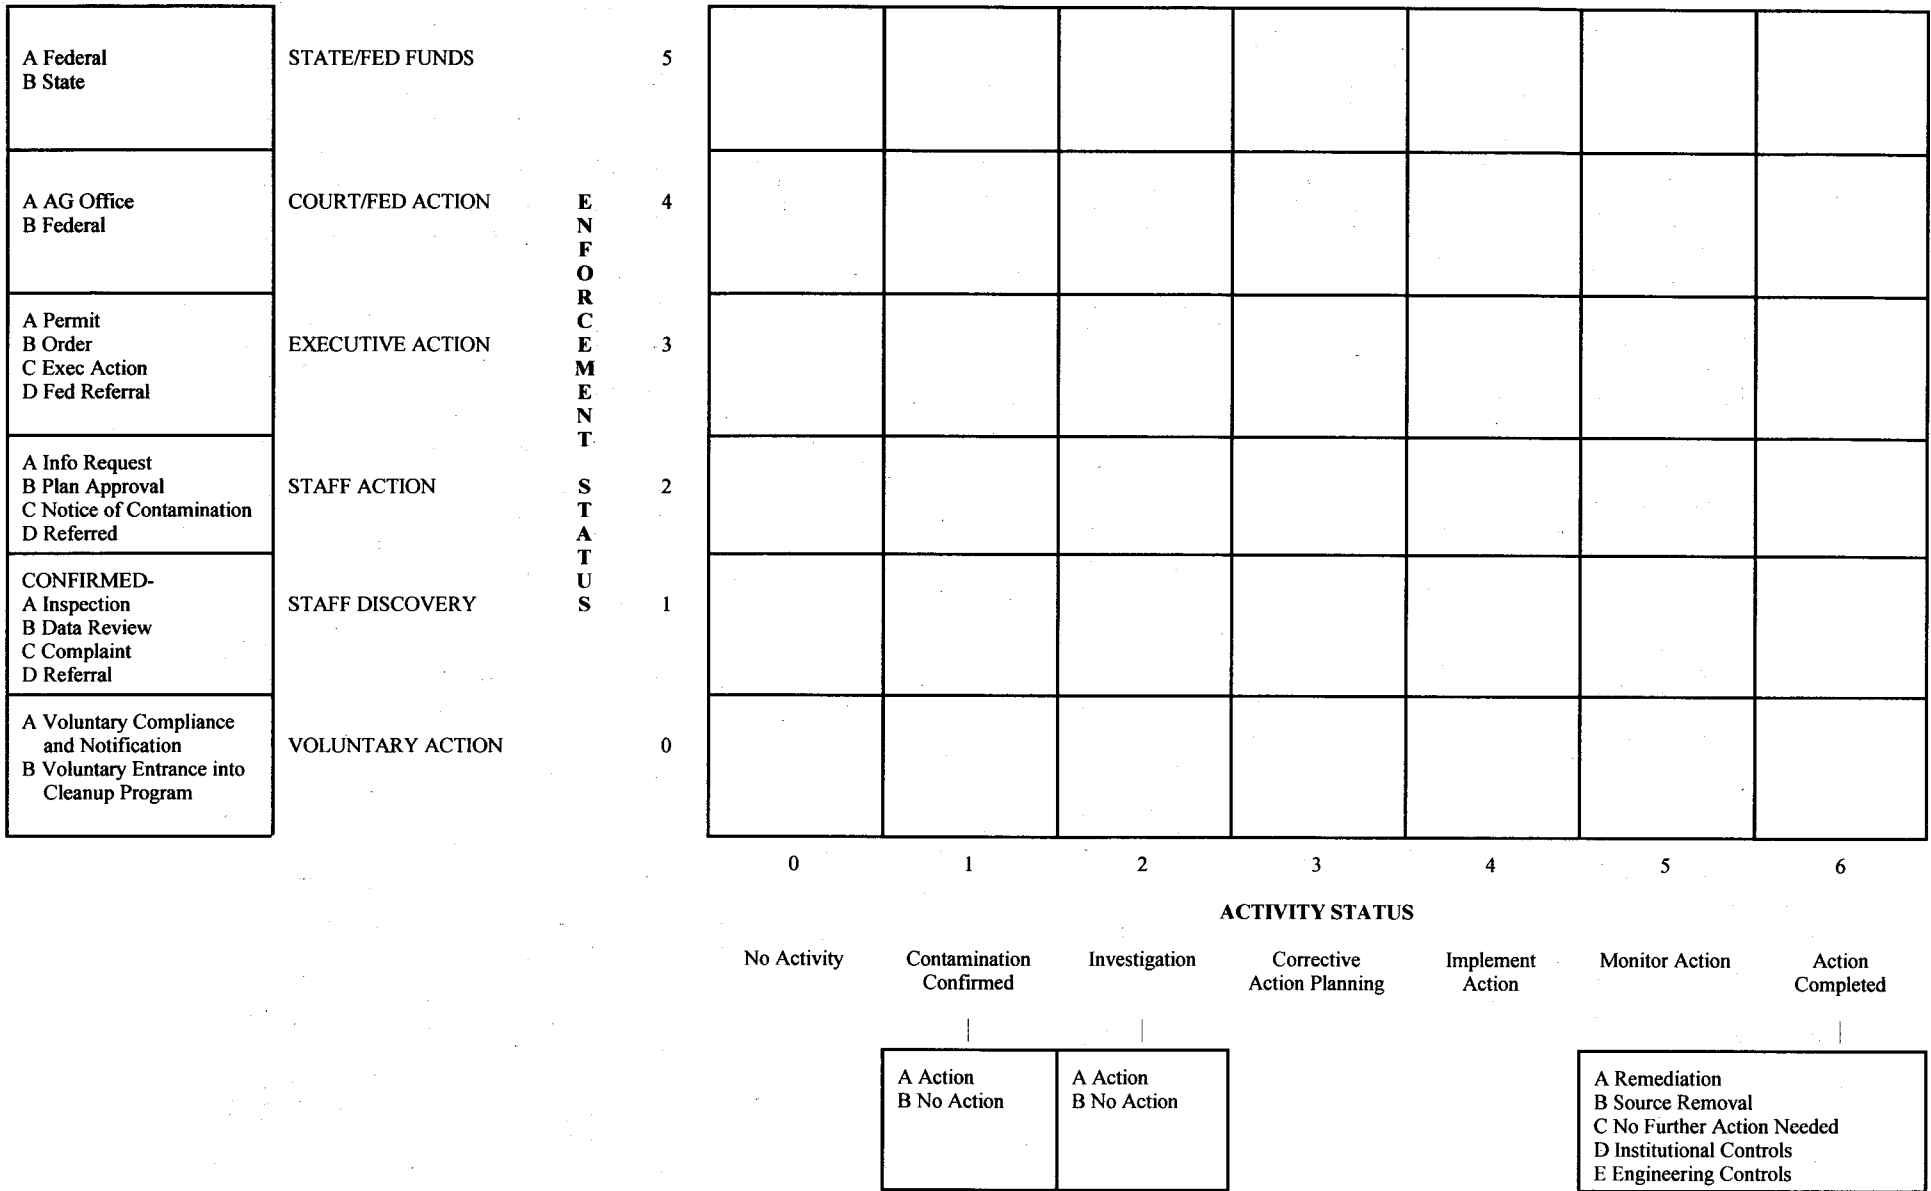 A Federal
B State
STATE/FED FUNDS
5
A AG Office
B Federal
COURT/FED ACTION
4
A Permit
B Order
C Exec Action
D Fed Referral
EXECUTIVE ACTION
3
A Info Request
B Plan Approval
C Notice of Contamination
D Referred
STAFF ACTION
2
CONFIRMED-
A Inspection
B Data Review
C Complaint
D Referral
STAFF DISCOVERY
1
A Voluntary Compliance
and Notification
B Voluntary Entrance into
Cleanup Program
VOLUNTARY ACTION
0
ENFORCEMENT STATUS
0 1 2 3 4 5 6
ACTIVITY STATUS
No Activity
Contamination
Confirmed
Investigation
Corrective
Action Planning
Implement
Action
Monitor Action
Action
Completed
A Action
B No Action
A Action
B No Action
A Remediation
B Source Removal
C No Further Action Needed
D Institutional Controls
E Engineering Controls